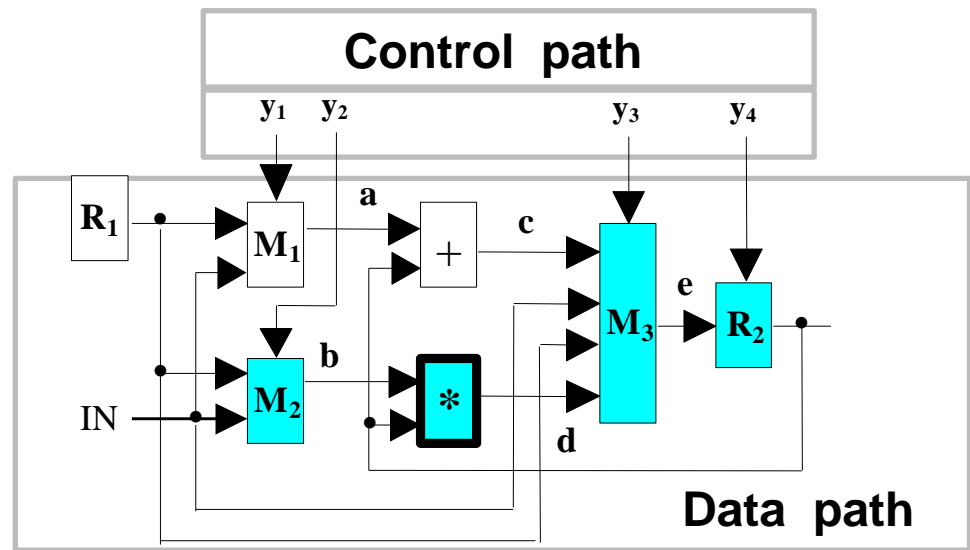 Control path
y1 y2 y3 y4
a
R1 M1 + c
e
M3 R2
b
IN M2 *
d
Data path